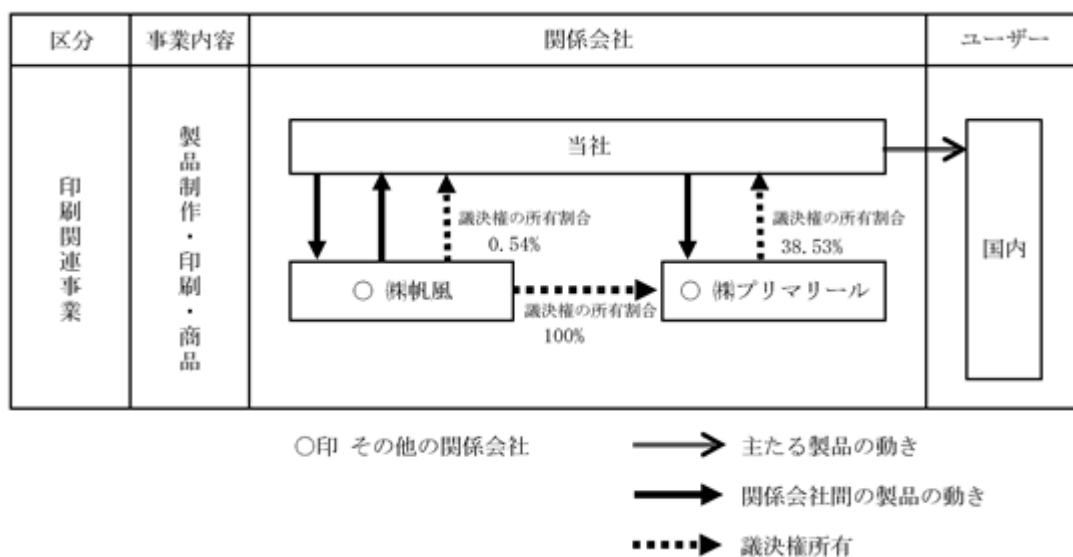 区分
事業内容
関係会社
ユーザー
印刷関連事業
製品制作・印刷・商品
当社
議決権の所有割合
0.54%
議決権の所有割合
38.53%
国内
○ ㈱帆風
○ ㈱プリマリール
議決権の所有割合
100%
○印 その他の関係会社
主たる製品の動き
関係会社間の製品の動き
議決権所有